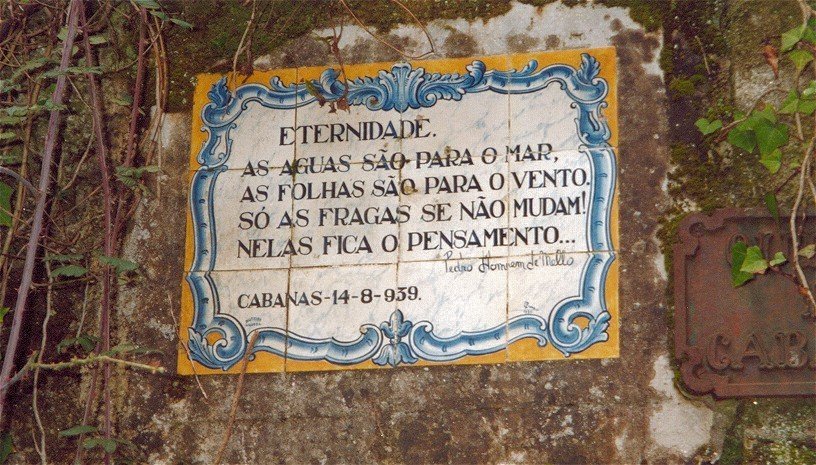 ETERNIDADE.
AS AGUAS SÃO PARA O MAR,
AS FOLHAS SÃO PARA O VENTO.
SÓ AS FRAGAS SE NÃO MUDAM!
NELAS FICA O PENSAMENTO...
Pedro Homem de Mello
CABANAS-14-8-939.
CAB